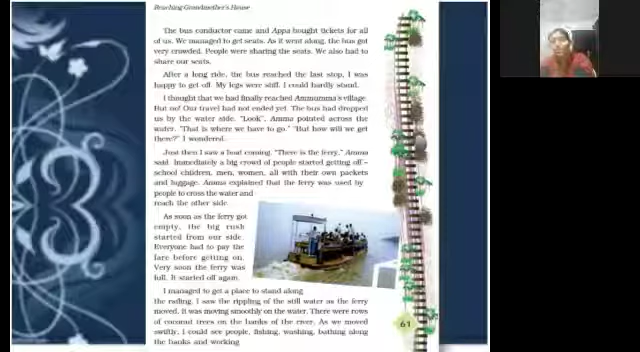 Reaching Grandmother's House
The bus conductor came and Appa bought tickets for all
of us. We managed to get seats. As it went along, the bus got
very crowded. People were sharing the seats. We also had to
share our seats.
After a long ride, the bus reached the last stop, I was
happy to get off. My legs were stiff. I could hardly stand.
I thought that we had finally reached Ammumma's village.
But no! Our travel had not ended yet. The bus had dropped
us by the water side. "Look", Amma pointed across the
water. "That is where we have to go." "But how will we get
there?" I wondered.
Just then I saw a boat coming. "There is the ferry," Amma
said. Immediately a big crowd of people started getting off –
school children, men, women, all with their own packets
and luggage. Amma explained that the ferry was used by
people to cross the water and
reach the other side.
As soon as the ferry got
empty, the big rush
started from our side.
Everyone had to pay the
fare before getting on.
Very soon the ferry was
full. It started off again.
I managed to get a place to stand along
the railing. I saw the rippling of the still water as the ferry
moved. It was moving smoothly on the water. There were rows
of coconut trees on the banks of the river. As we moved
swiftly, I could see people, fishing, washing, bathing along
the banks and working
61